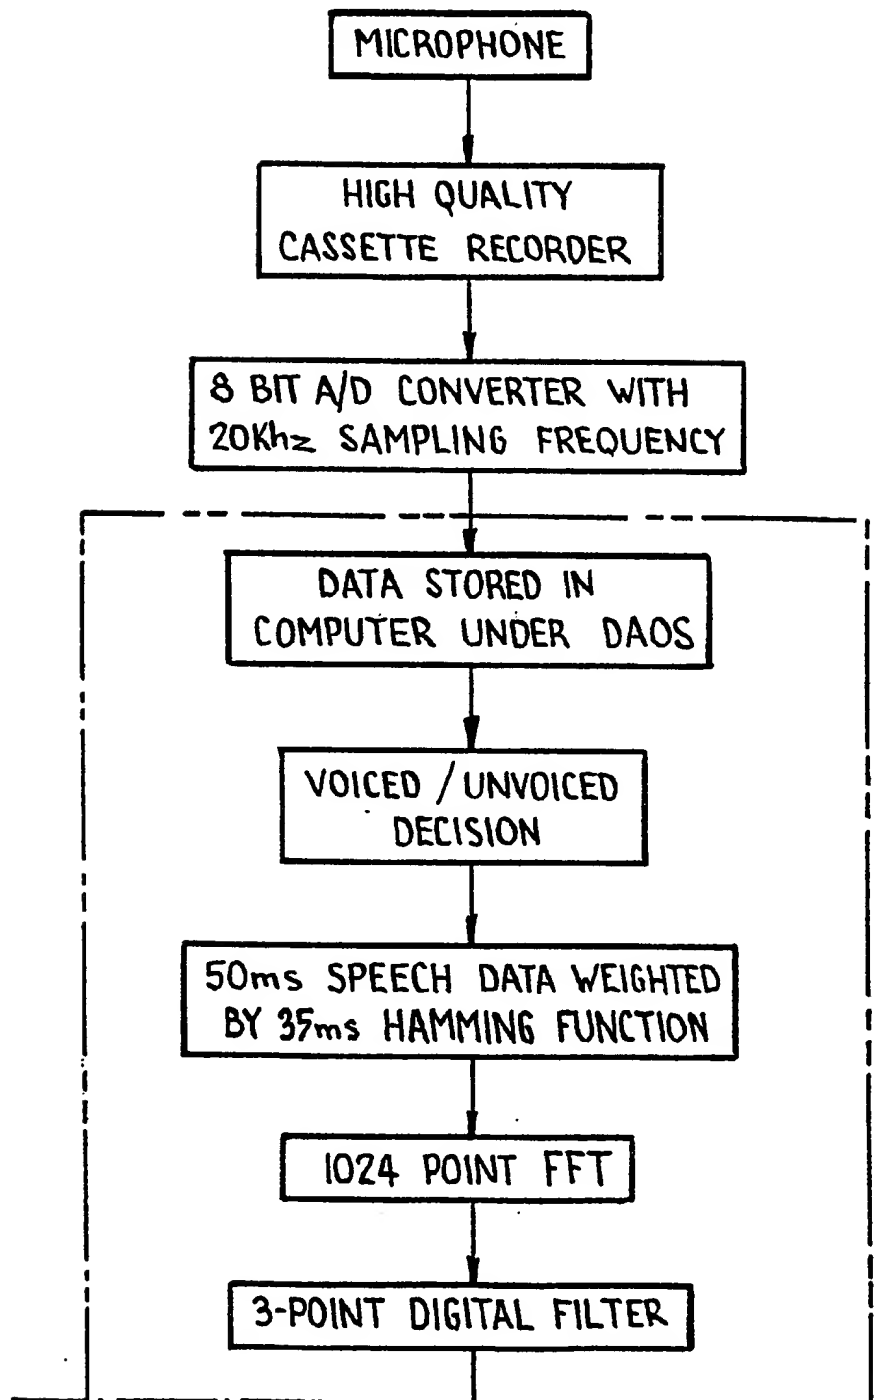 MICROPHONE
HIGH QUALITY
CASSETTE RECORDER
8 BIT A/D CONVERTER WITH
20Khz SAMPLING FREQUENCY
DATA STORED IN
COMPUTER UNDER DAOS
VOICED / UNVOICED
DECISION
50ms SPEECH DATA WEIGHTED
BY 35ms HAMMING FUNCTION
1024 POINT FFT
3-POINT DIGITAL FILTER